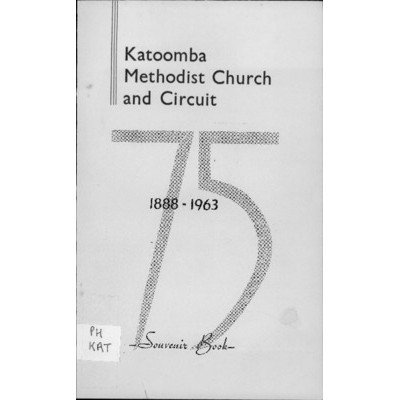 Katoomba
Methodist Church
and Circuit
75
1888 - 1963
PH
KAT
-Souvenir Book-